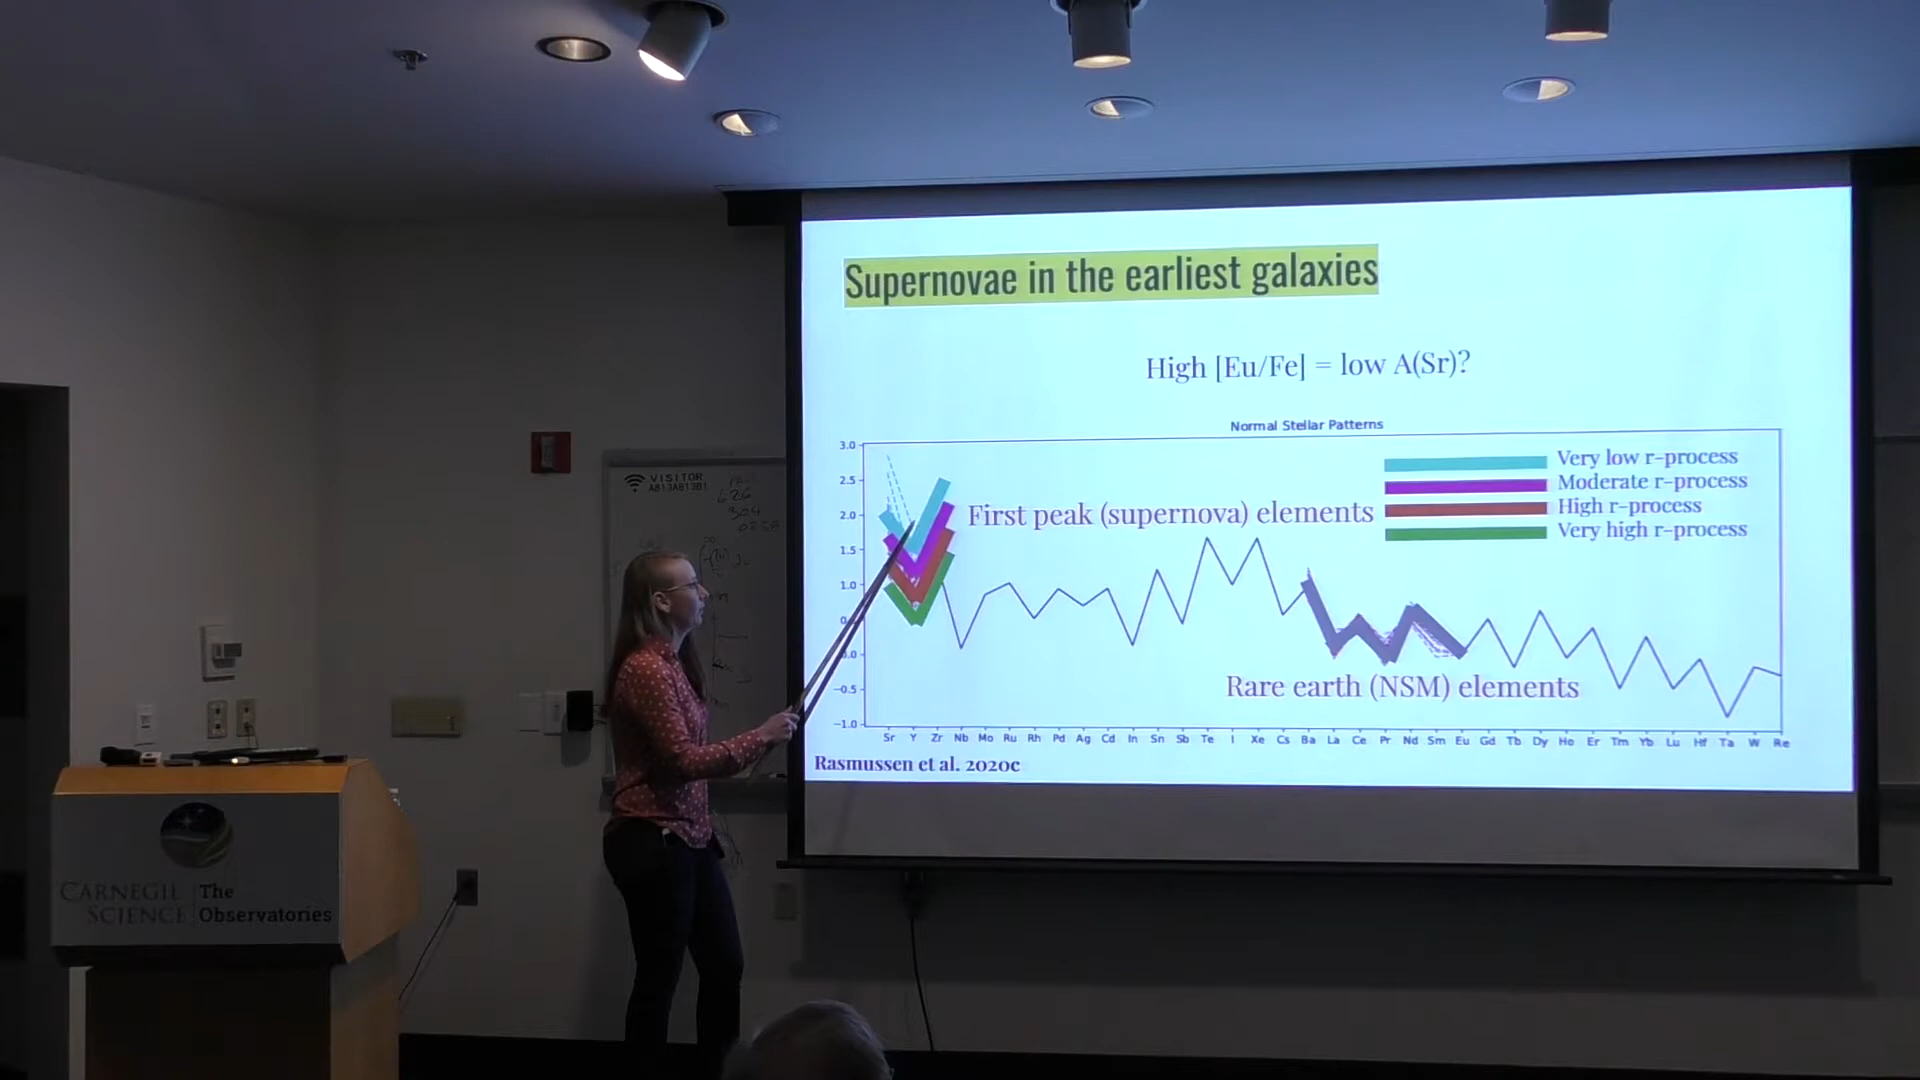 Supernovae in the earliest galaxies
High [Eu/Fe] = low A(Sr)?
Normal Stellar Patterns
3.0
2.5
2.0
1.5
1.0
0.0
-0.5
-1.0
Very low r-process
Moderate r-process
High r-process
Very high r-process
First peak (supernova) elements
Rare earth (NSM) elements
Sr Y Zr Nb Mo Ru Rh Pd Ag Cd In Sn Sb Te I Xe Cs Ba La Ce Pr Nd Sm Eu Gd Tb Dy Ho Er Tm Yb Lu Hf Ta W Re
Rasmussen et al. 2020c
VISITOR
CARNEGIE
SCIENCE
The
Observatories